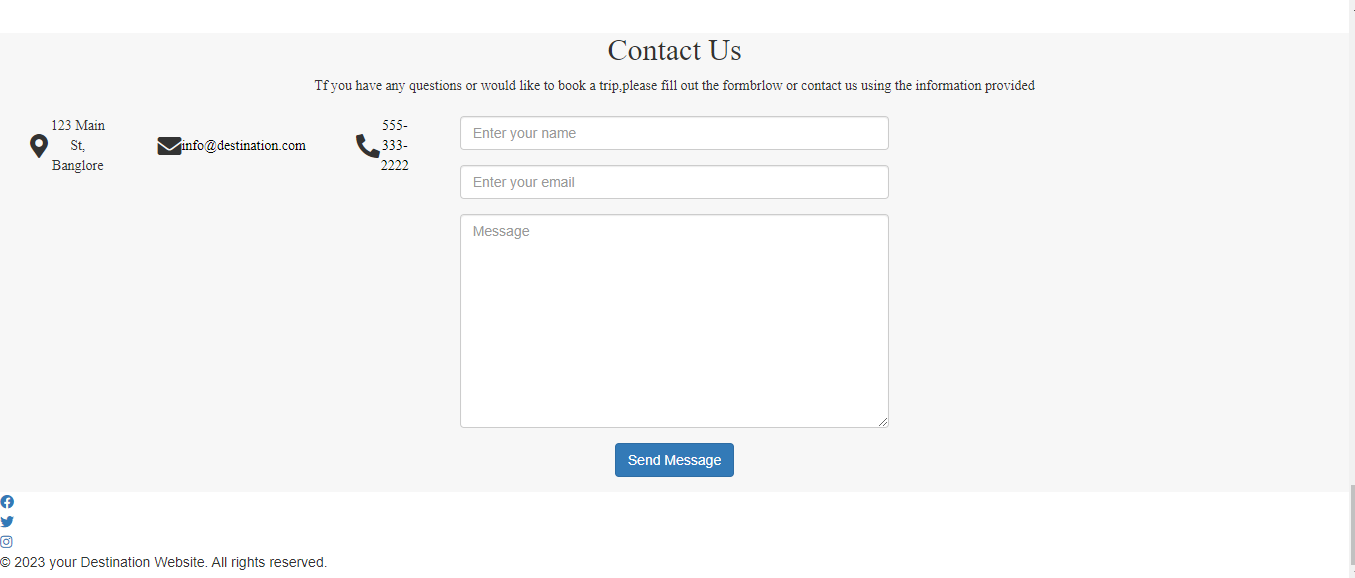 Contact Us
Tf you have any questions or would like to book a trip,please fill out the formbrlow or contact us using the information provided
123 Main
St,
Banglore
info@destination.com
555-
333-
2222
Enter your name
Enter your email
Message
Send Message
© 2023 your Destination Website. All rights reserved.